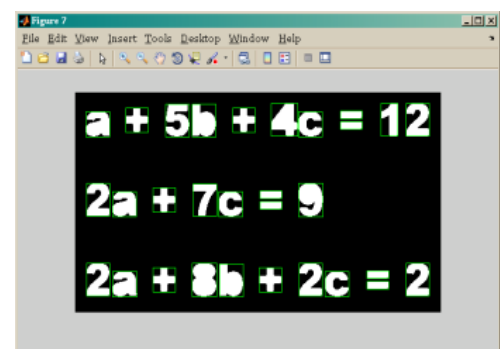 Figure 7
File Edit View Insert Tools Desktop Window Help
a + 5b + 4c = 12
2a + 7c = 9
2a + 8b + 2c = 2